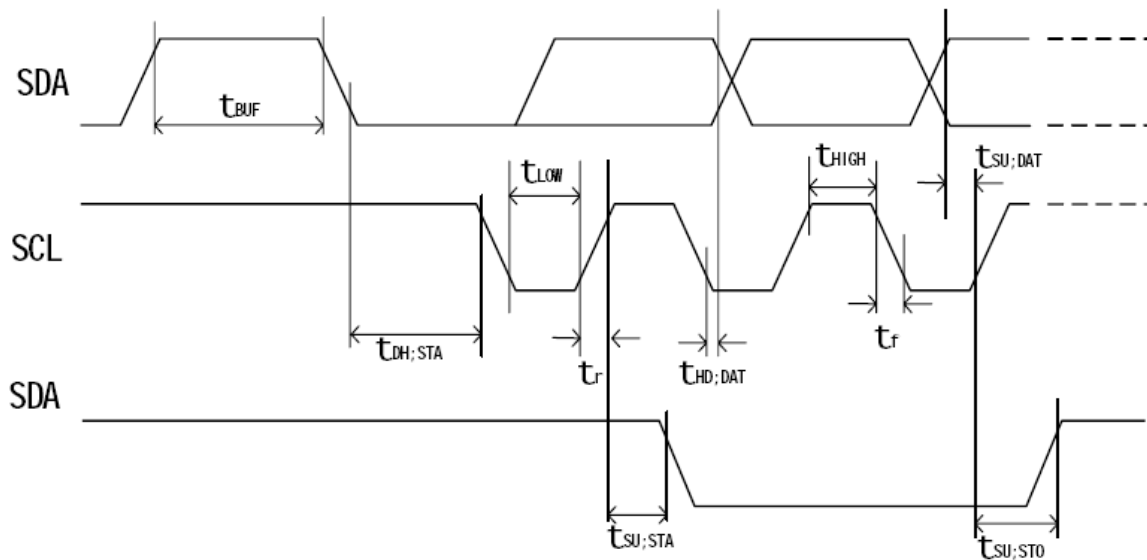 SDA
tBUF
tLOW
tHIGH
tSU;DAT
SCL
tDH;STA
tr
tHD;DAT
tf
SDA
tSU;STA
tSU;STO